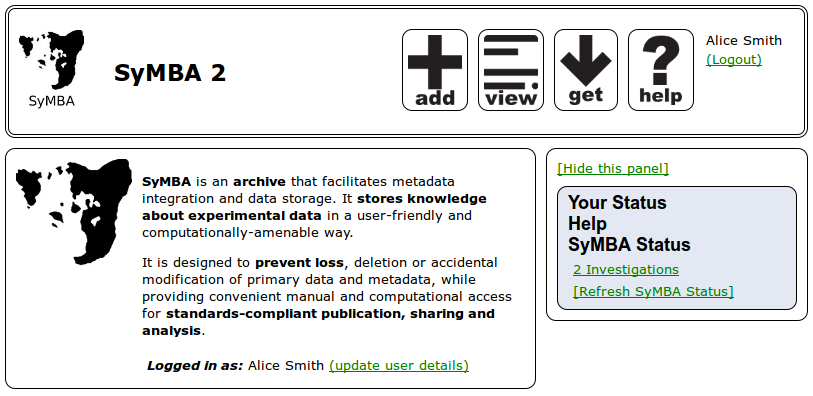 SyMBA
SyMBA 2
add
view
get
help
Alice Smith
(Logout)
SyMBA is an archive that facilitates metadata
integration and data storage. It stores knowledge
about experimental data in a user-friendly and
computationally-amenable way.
It is designed to prevent loss, deletion or accidental
modification of primary data and metadata, while
providing convenient manual and computational access
for standards-compliant publication, sharing and
analysis.
Logged in as: Alice Smith (update user details)
[Hide this panel]
Your Status
Help
SyMBA Status
2 Investigations
[Refresh SyMBA Status]